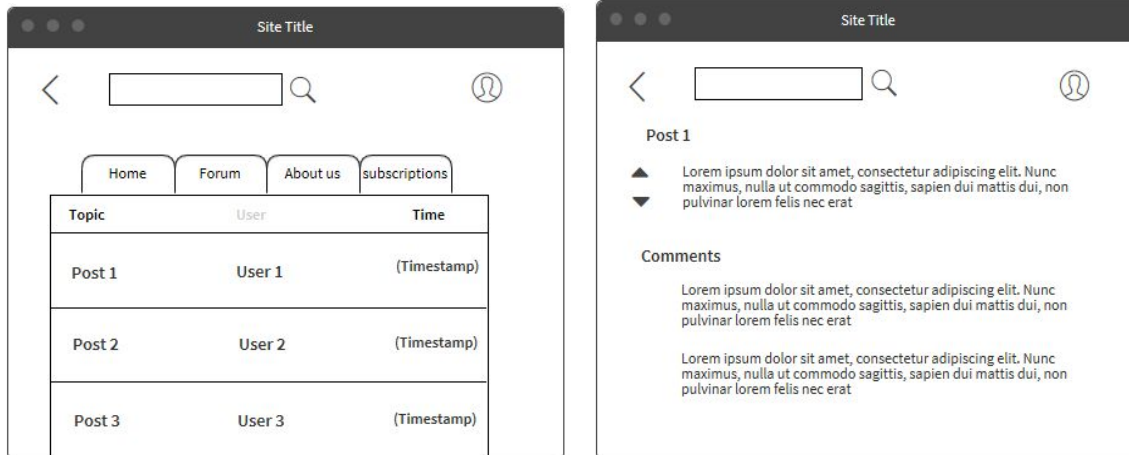 Site Title
Home Forum About us subscriptions
Topic User Time
Post 1 User 1 (Timestamp)
Post 2 User 2 (Timestamp)
Post 3 User 3 (Timestamp)
Site Title
Post 1
Lorem ipsum dolor sit amet, consectetur adipiscing elit. Nunc
maximus, nulla ut commodo sagittis, sapien dui mattis dui, non
pulvinar lorem felis nec erat
Comments
Lorem ipsum dolor sit amet, consectetur adipiscing elit. Nunc
maximus, nulla ut commodo sagittis, sapien dui mattis dui, non
pulvinar lorem felis nec erat
Lorem ipsum dolor sit amet, consectetur adipiscing elit. Nunc
maximus, nulla ut commodo sagittis, sapien dui mattis dui, non
pulvinar lorem felis nec erat